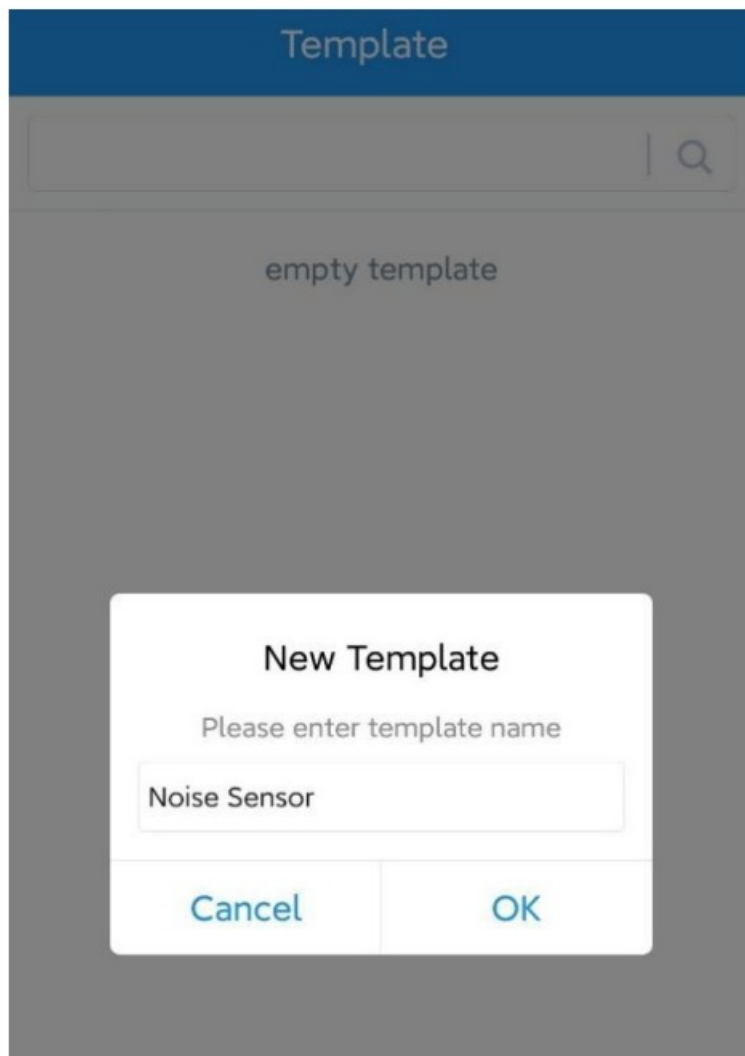 Template
empty template
New Template
Please enter template name
Noise Sensor
Cancel
OK